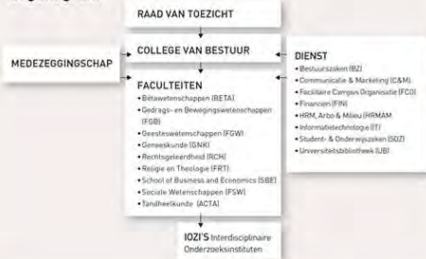 RAAD VAN TOEZICHT
COLLEGE VAN BESTUUR
MEDEZEGGINGSCHAP
FACULTEITEN
• Bètawetenschappen (BETA)
• Gedrags- en Bewegingswetenschappen
(FGB)
• Geesteswetenschappen (FGW)
• Geneeskunde (GNK)
• Rechtsgeleerdheid (RCH)
• Religie en Theologie (FRT)
• School of Business and Economics (SBE)
• Sociale Wetenschappen (FSW)
• Tandheelkunde (ACTA)
DIENST
• Bestuurszaken (BZ)
• Communicatie & Marketing (C&M)
• Facilitaire Campus Organisatie (FCO)
• Financiën (FIN)
• HRM, Arbo & Milieu (HRMAM
• Informatietechnologie (IT)
• Student- & Onderwijszaken (SOZ)
• Universiteitsbibliotheek (UB)
IOZI'S Interdisciplinaire
Onderzoeksinstituten